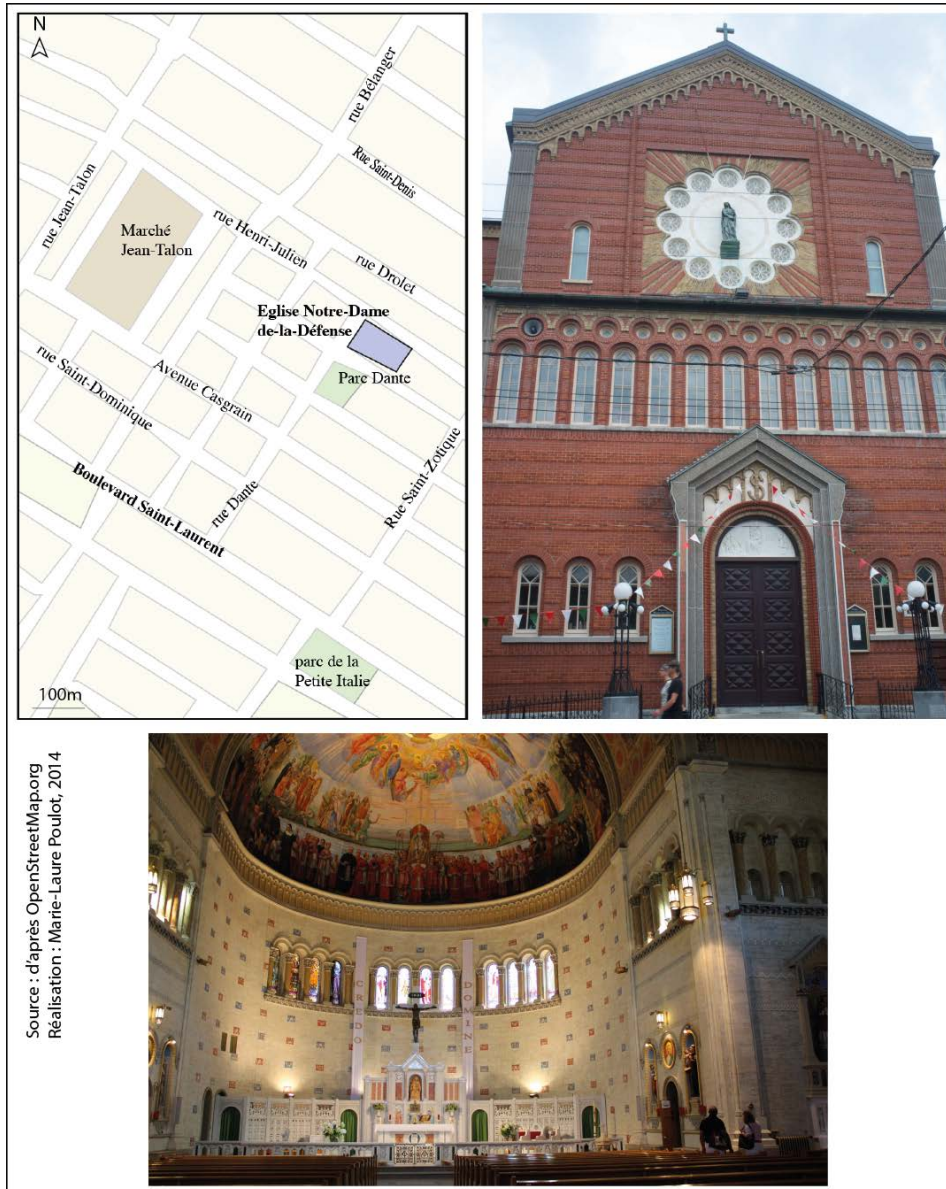 N
rue Bélanger
Rue Saint-Denis
rue Jean-Talon
Marché
Jean-Talon
rue Henri-Julien
rue Drolet
Eglise Notre-Dame
de-la-Défense
Parc Dante
rue Saint-Dominique
Avenue Casgrain
Boulevard Saint-Laurent
rue Dante
Rue Saint-Zotique
parc de la
Petite Italie
100m
Source : d'après OpenStreetMap.org
Réalisation : Marie-Laure Poulot, 2014
CREDO
DOMINE